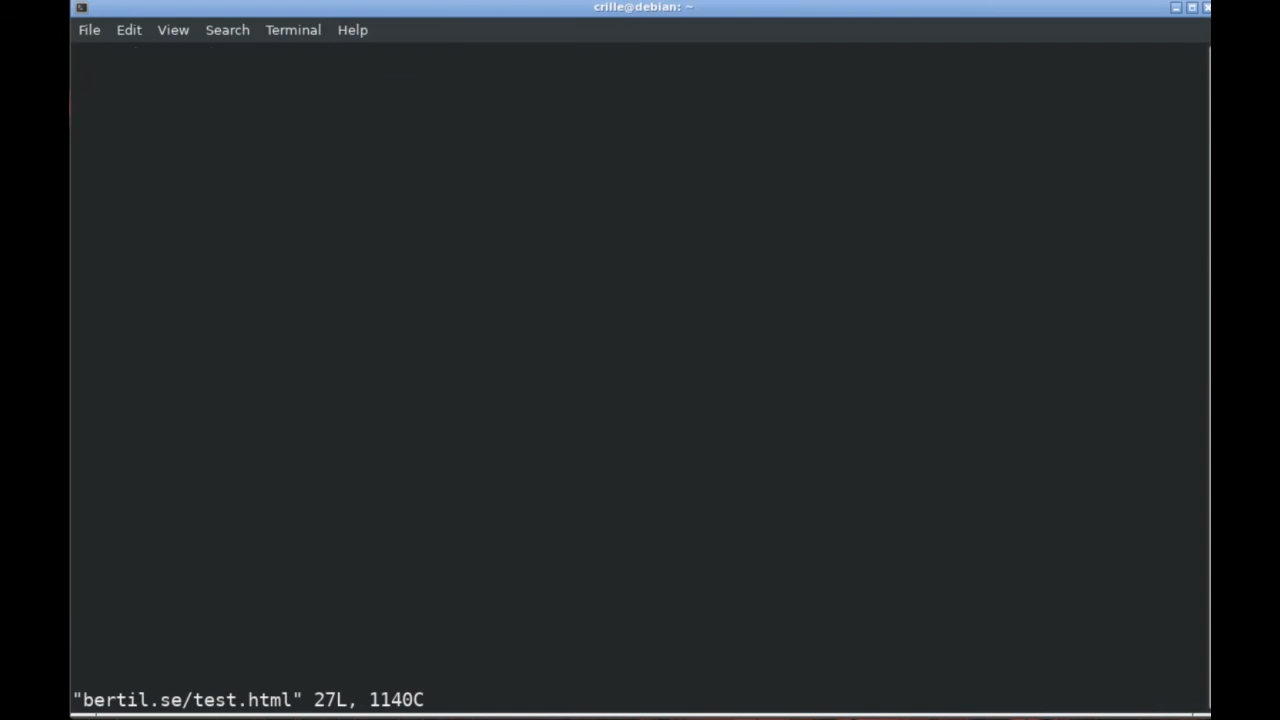 crille@debian: ~
File Edit View Search Terminal Help
"bertil.se/test.html" 27L, 1140C